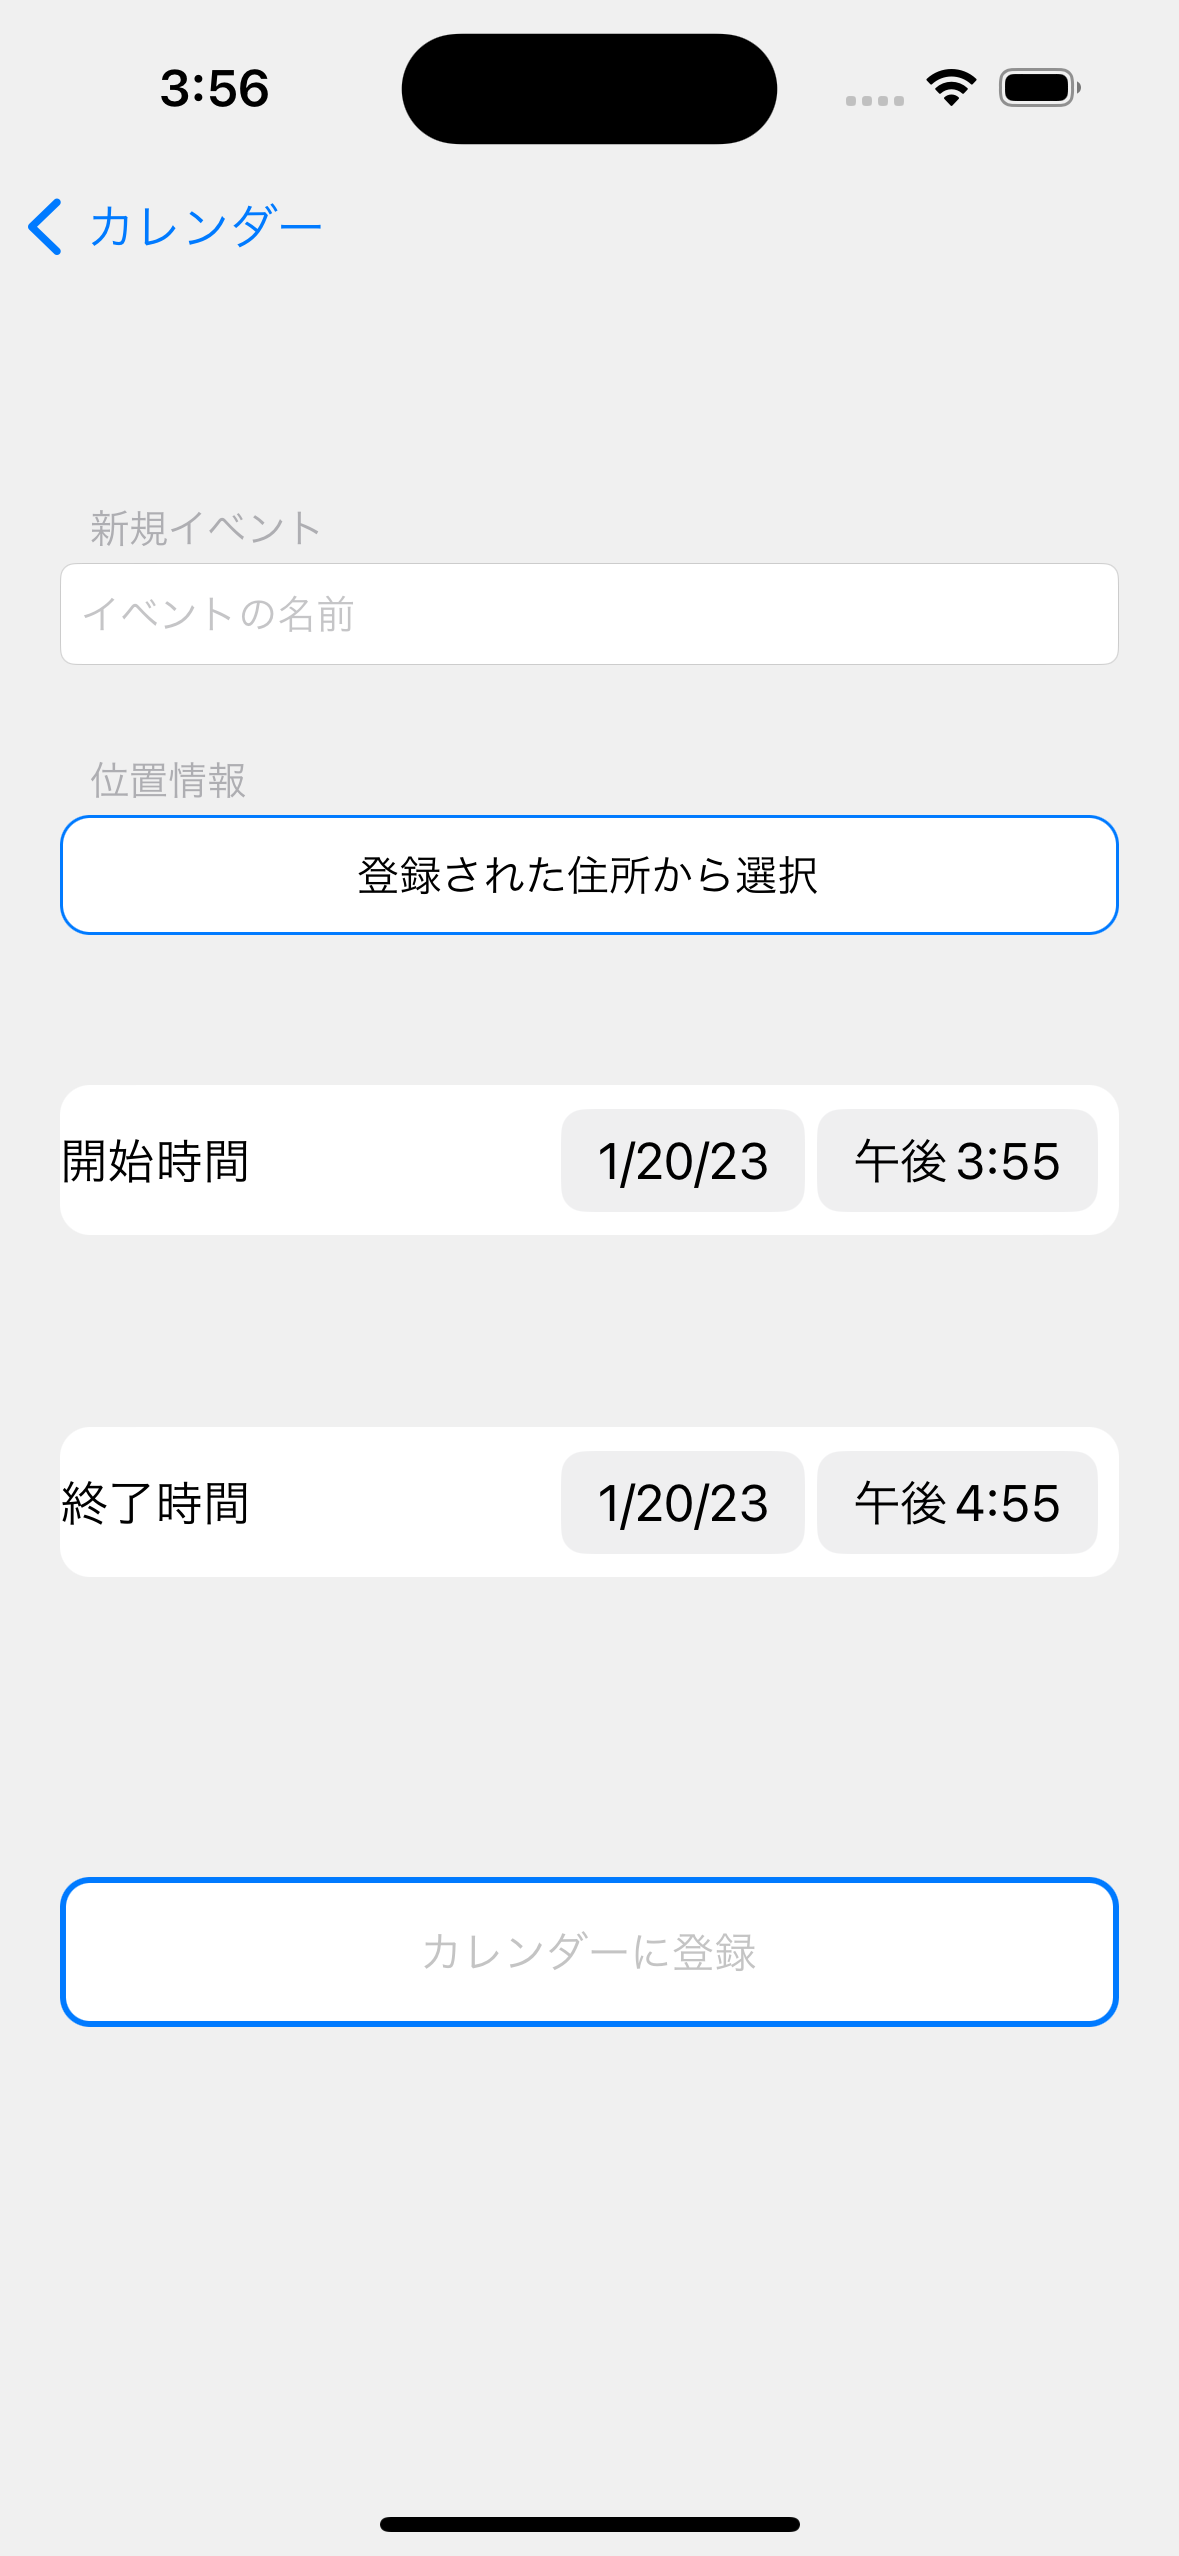 3:56
カレンダー
新規イベント
イベントの名前
位置情報
登録された住所から選択
開始時間 1/20/23 午後3:55
終了時間 1/20/23 午後4:55
カレンダーに登録